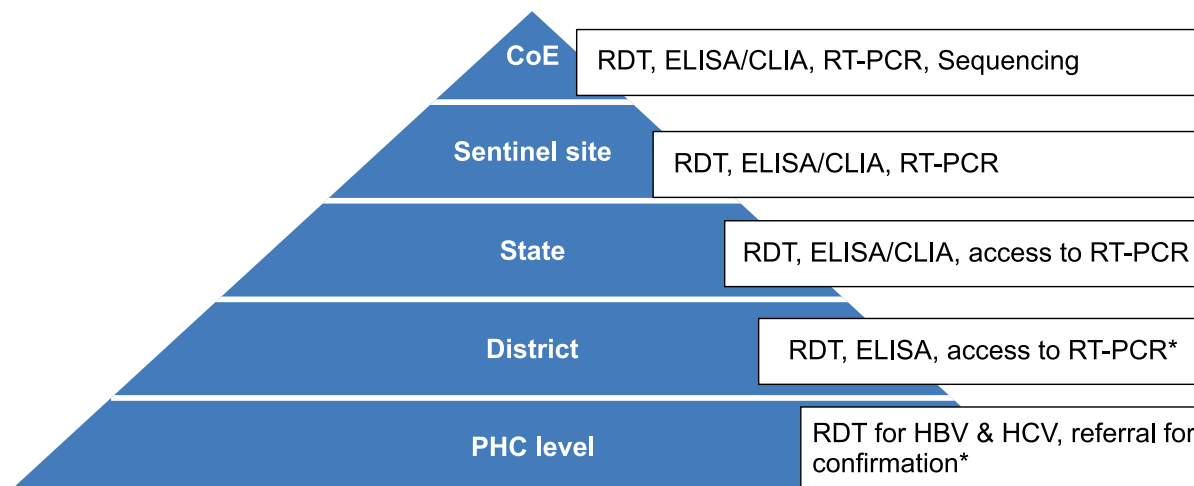 CoE
RDT, ELISA/CLIA, RT-PCR, Sequencing
Sentinel site
RDT, ELISA/CLIA, RT-PCR
State
RDT, ELISA/CLIA, access to RT-PCR
District
RDT, ELISA, access to RT-PCR*
PHC level
RDT for HBV & HCV, referral for
confirmation*